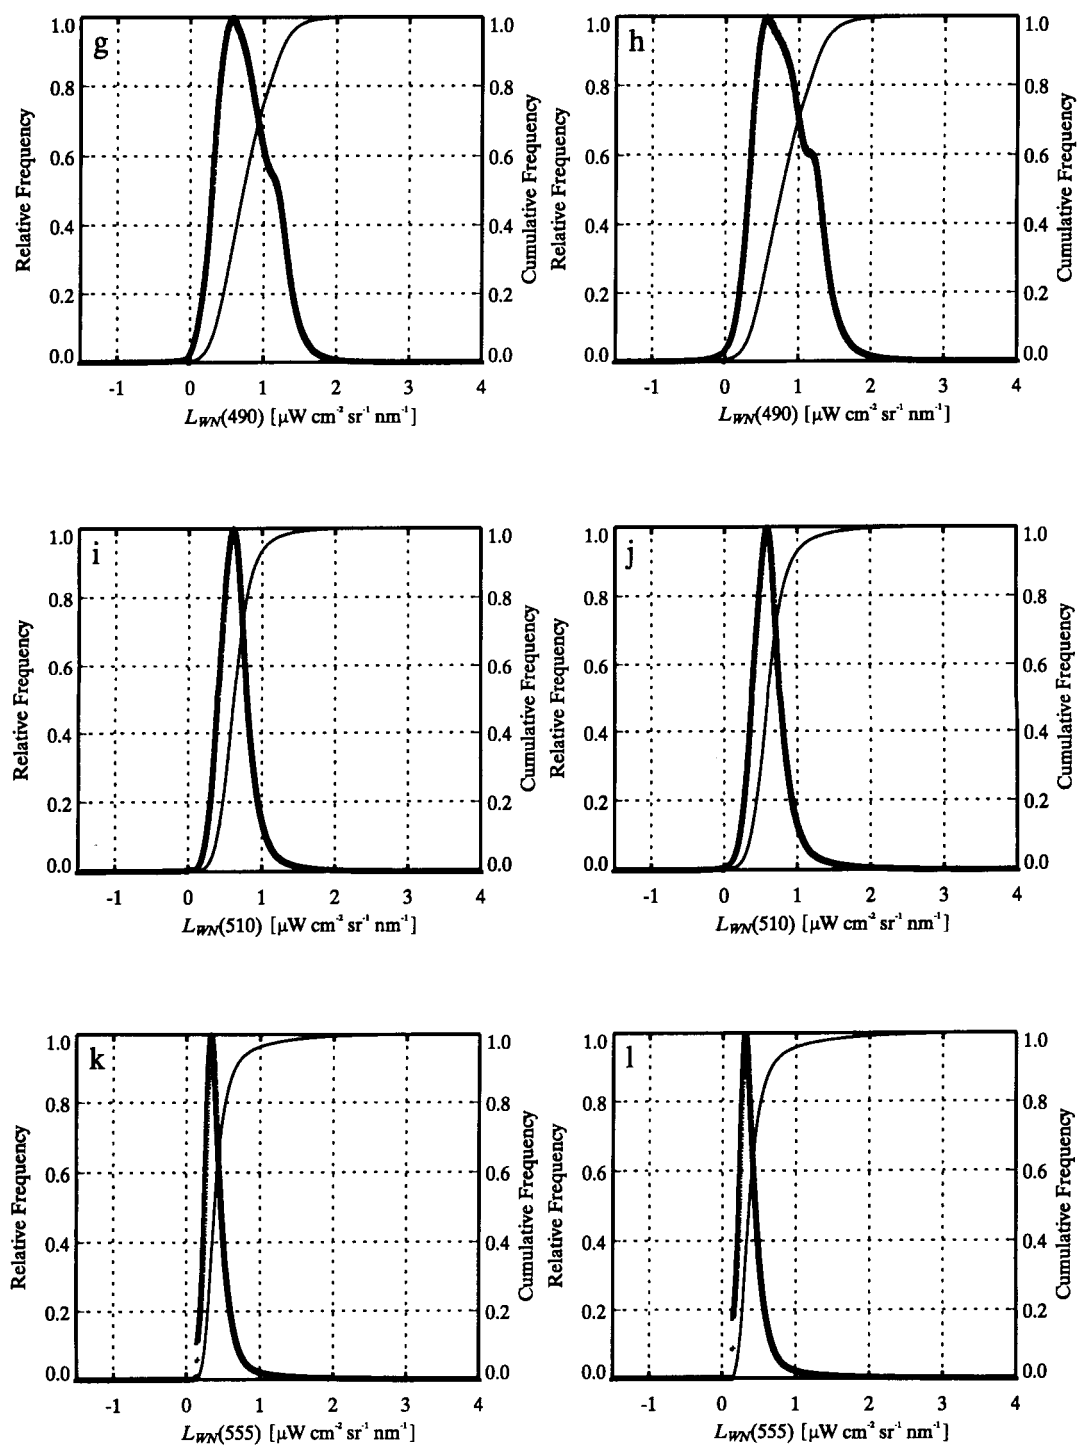 g
1.0
0.8
0.6
0.4
0.2
0.0
Relative Frequency
1.0
0.8
0.6
0.4
0.2
0.0
Cumulative Frequency
-1 0 1 2 3 4
L_WN(490) [μW cm⁻² sr⁻¹ nm⁻¹]
h
1.0
0.8
0.6
0.4
0.2
0.0
Relative Frequency
1.0
0.8
0.6
0.4
0.2
0.0
Cumulative Frequency
-1 0 1 2 3 4
L_WN(490) [μW cm⁻² sr⁻¹ nm⁻¹]
i
1.0
0.8
0.6
0.4
0.2
0.0
Relative Frequency
1.0
0.8
0.6
0.4
0.2
0.0
Cumulative Frequency
-1 0 1 2 3 4
L_WN(510) [μW cm⁻² sr⁻¹ nm⁻¹]
j
1.0
0.8
0.6
0.4
0.2
0.0
Relative Frequency
1.0
0.8
0.6
0.4
0.2
0.0
Cumulative Frequency
-1 0 1 2 3 4
L_WN(510) [μW cm⁻² sr⁻¹ nm⁻¹]
k
1.0
0.8
0.6
0.4
0.2
0.0
Relative Frequency
1.0
0.8
0.6
0.4
0.2
0.0
Cumulative Frequency
-1 0 1 2 3 4
L_WN(555) [μW cm⁻² sr⁻¹ nm⁻¹]
l
1.0
0.8
0.6
0.4
0.2
0.0
Relative Frequency
1.0
0.8
0.6
0.4
0.2
0.0
Cumulative Frequency
-1 0 1 2 3 4
L_WN(555) [μW cm⁻² sr⁻¹ nm⁻¹]